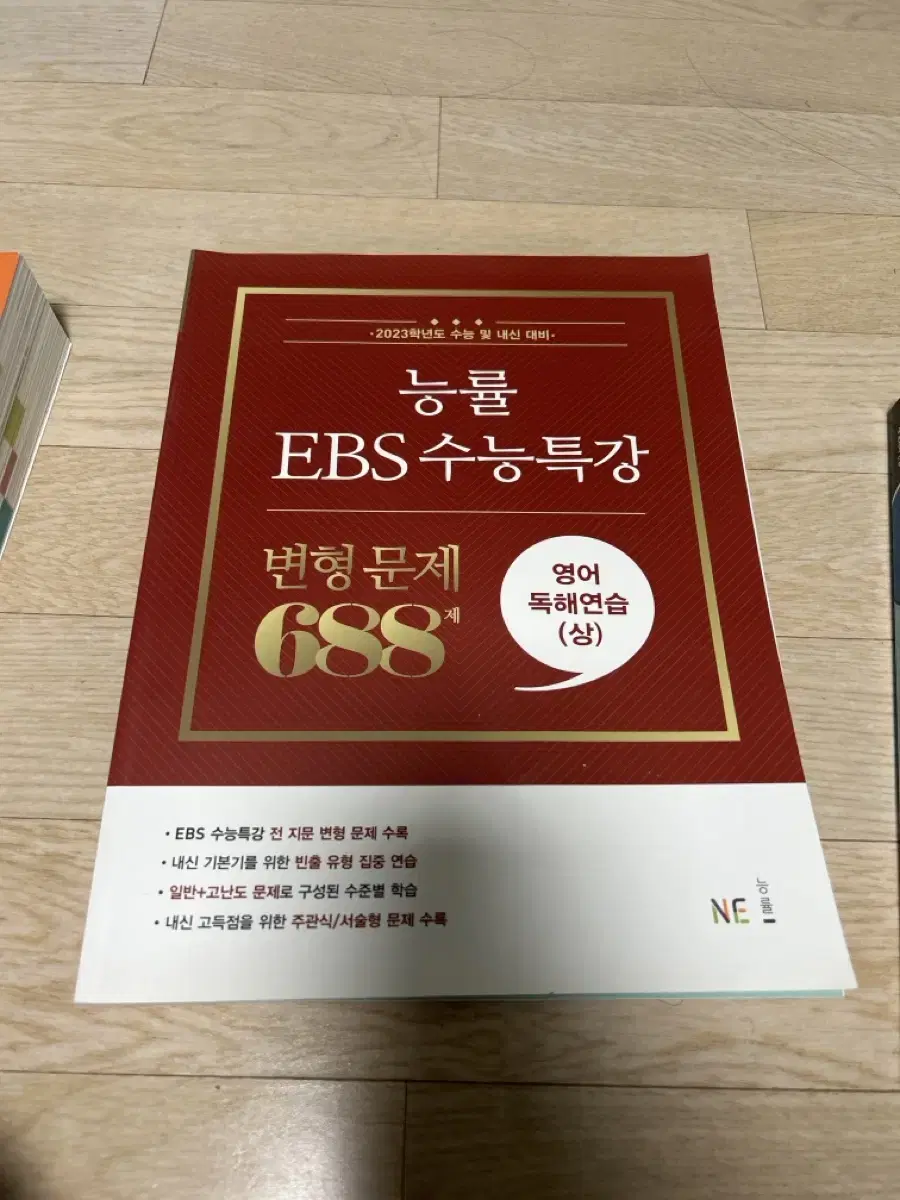 •2023학년도 수능 및 내신 대비•
능률
EBS 수능특강
변형 문제
688제
영어
독해연습
(상)
• EBS 수능특강 전 지문 변형 문제 수록
• 내신 기본기를 위한 빈출 유형 집중 연습
• 일반+고난도 문제로 구성된 수준별 학습
• 내신 고득점을 위한 주관식/서술형 문제 수록
NE 능률